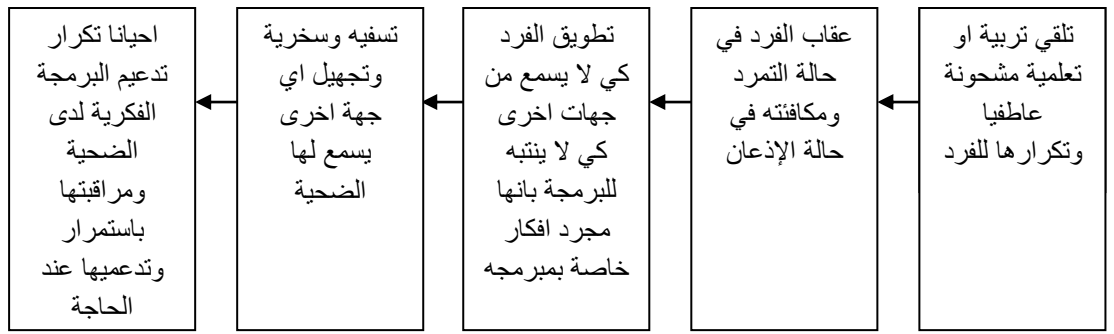 تلقي تربية او
تعلمية مشحونة
عاطفيا
وتكرارها للفرد
عقاب الفرد في
حالة التمرد
ومكافئته في
حالة الإذعان
تطويق الفرد
كي لا يسمع من
جهات اخرى
كي لا ينتبه
للبرمجة بانها
مجرد افكار
خاصة بمبرمجه
تسفيه وسخرية
وتجهيل اي
جهة اخرى
يسمع لها
الضحية
احيانا تكرار
تدعيم البرمجة
الفكرية لدى
الضحية
ومراقبتها
باستمرار
وتدعميها عند
الحاجة